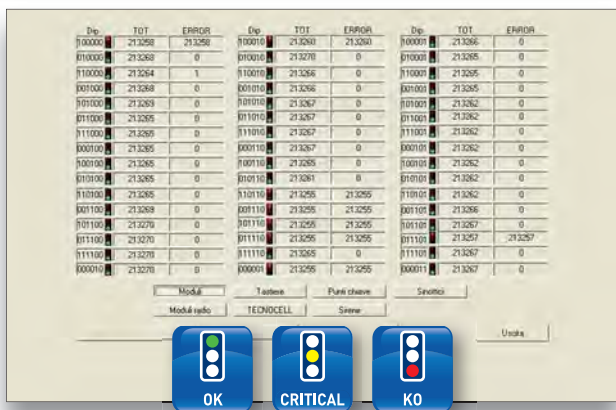 Dip TOT ERROR Dip TOT ERROR Dip TOT ERROR
100000 213258 213258 100010 213260 213260 100001 213266 0
010000 213268 0 010010 213270 0 010001 213265 0
110000 213264 1 110010 213266 0 110001 213265 0
001000 213268 0 001010 213266 0 001001 213265 0
101000 213269 0 101010 213267 0 101001 213262 0
011000 213265 0 011010 213267 0 011001 213262 0
111000 213265 0 111010 213267 0 111001 213262 0
000100 213265 0 000110 213267 0 000101 213262 0
100100 213265 0 100110 213265 0 100101 213262 0
010100 213265 0 010110 213261 0 010101 213262 0
110100 213265 0 110110 213255 213255 110101 213262 0
001100 213269 0 001110 213255 213255 001101 213266 0
101100 213270 0 101110 213255 213255 101101 213267 0
011100 213270 0 011110 213255 213255 011101 213257 213257
111100 213270 0 111110 213265 0 111101 213267 0
000010 213270 0 000001 213255 213255 000011 213267 0
Moduli Tastiere Punti chiave Sinottici
Moduli radio TECNOCELL Sirene
Uscita
OK CRITICAL KO